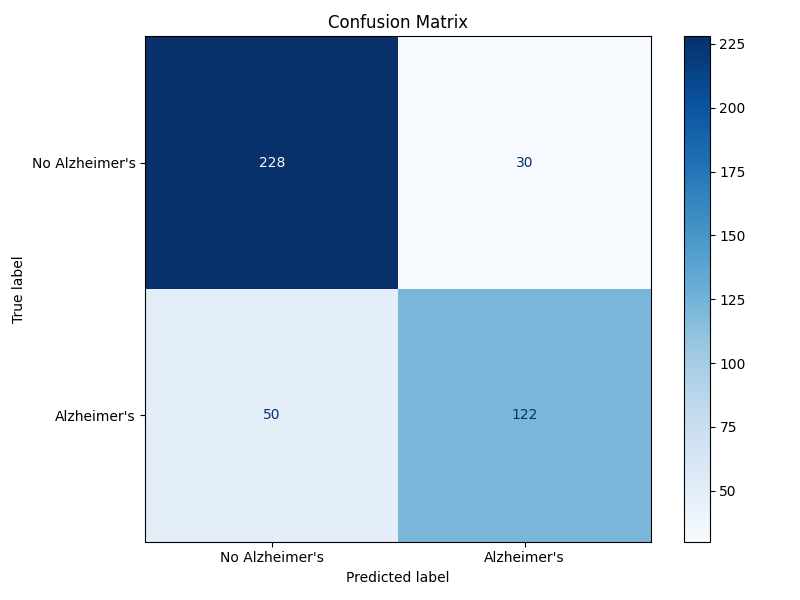 Confusion Matrix
225
200
175
150
125
100
75
50
No Alzheimer's
228
30
Alzheimer's
50
122
True label
No Alzheimer's
Alzheimer's
Predicted label